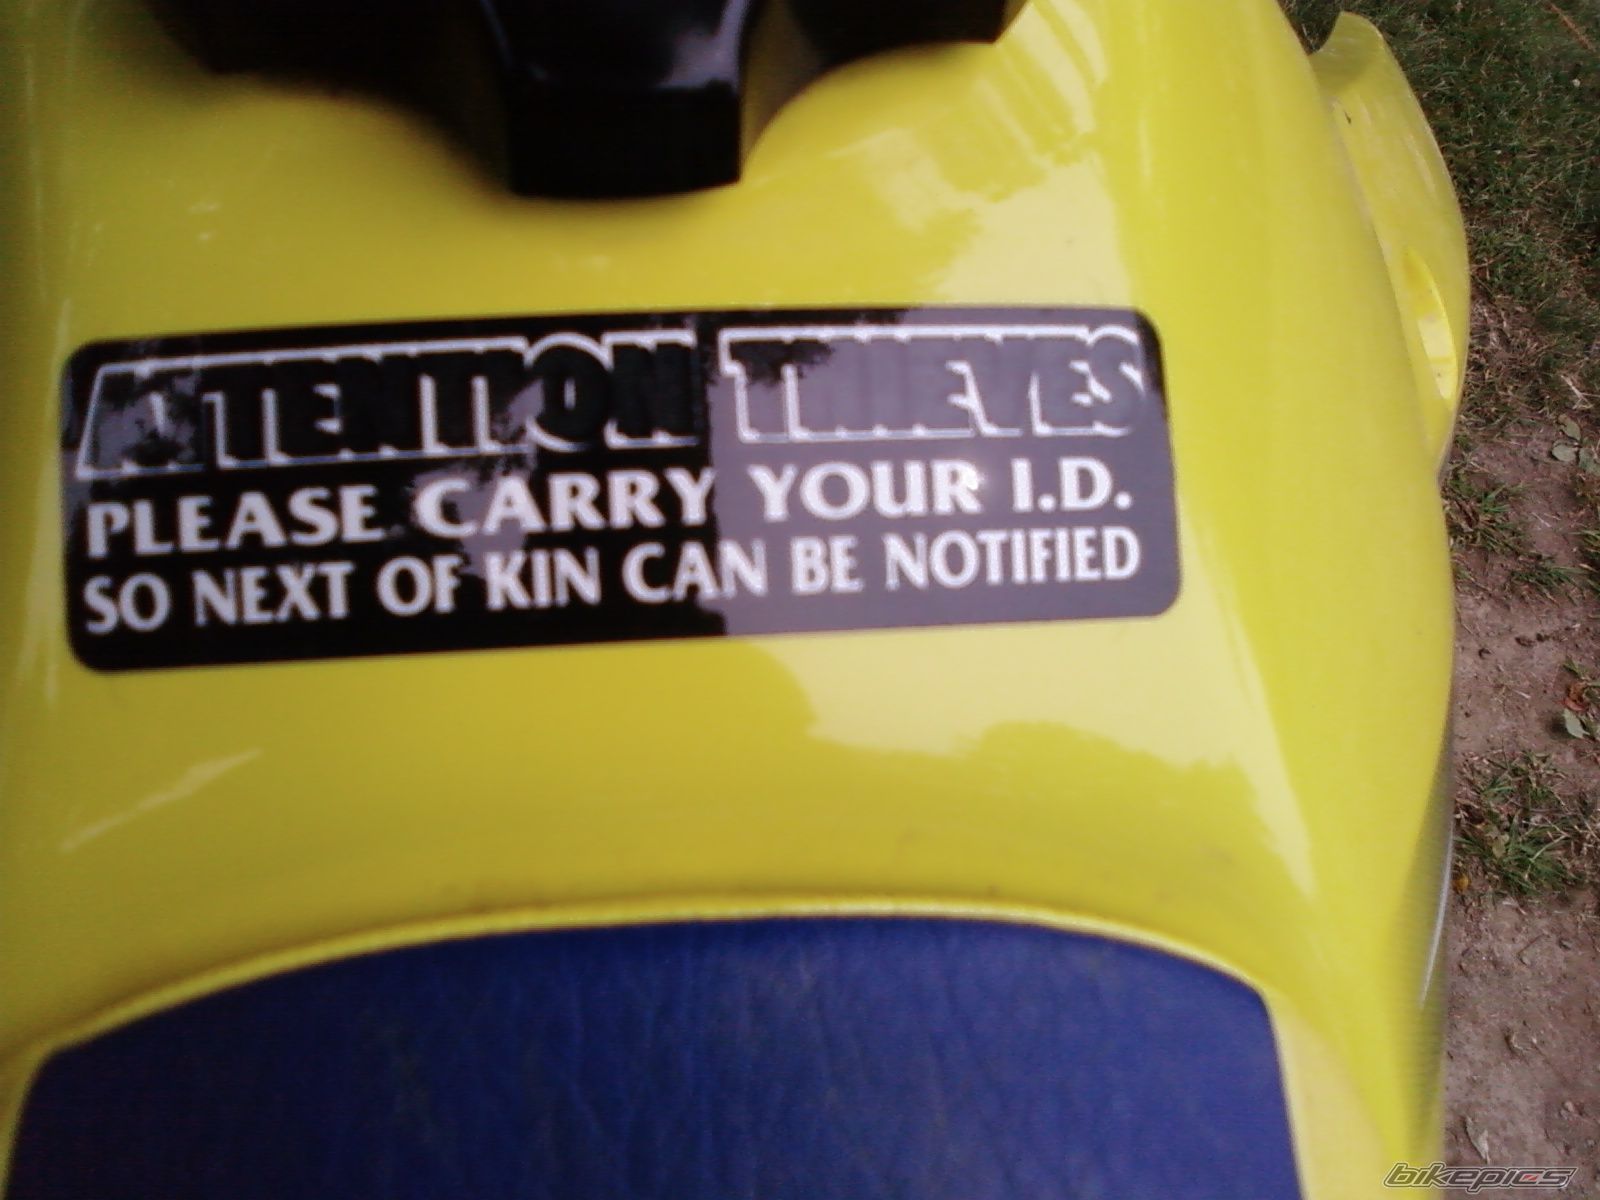 ATTENTION THIEVES
PLEASE CARRY YOUR I.D.
SO NEXT OF KIN CAN BE NOTIFIED
bikepics